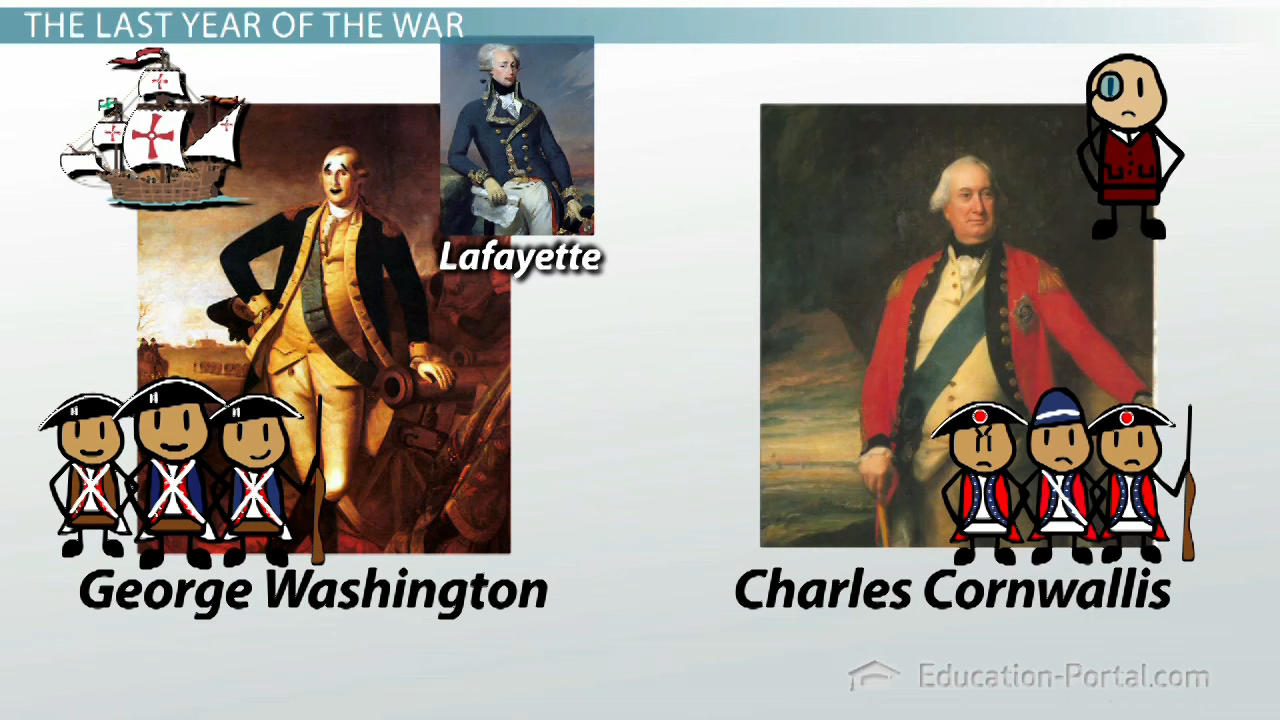 THE LAST YEAR OF THE WAR
Lafayette
George Washington
Charles Cornwallis
Education-Portal.com